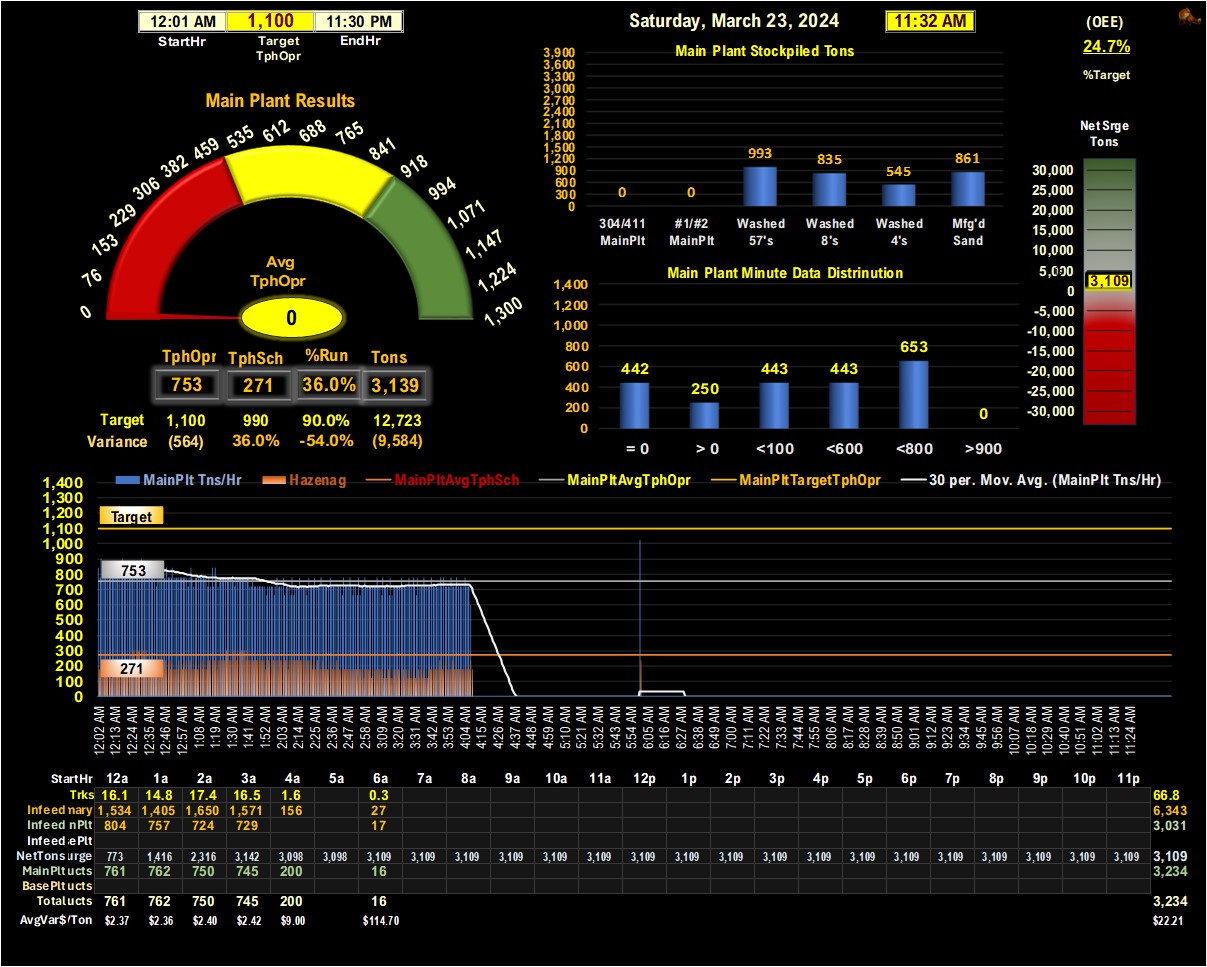 12:01 AM 1,100 11:30 PM
StartHr Target TphOpr EndHr
Saturday, March 23, 2024 11:32 AM
(OEE)
24.7%
%Target
Main Plant Results
0 76 153 229 306 382 459 535 612 688 765 841 918 994 1,071 1,147 1,224 1,300
Avg
TphOpr
0
TphOpr TphSch %Run Tons
753 271 36.0% 3,139
Target 1,100 990 90.0% 12,723
Variance (564) 36.0% -54.0% (9,584)
Main Plant Stockpiled Tons
3,900
3,600
3,300
3,000
2,700
2,400
2,100
1,800
1,500
1,200
900
600
300
0
0 0 993 835 545 861
304/411 #1/#2 Washed Washed Washed Mfg'd
MainPlt MainPlt 57's 8's 4's Sand
Main Plant Minute Data Distrinution
1,400
1,200
1,000
800
600
400
200
0
442 250 443 443 653 0
= 0 > 0 <100 <600 <800 >900
Net Srge
Tons
30,000
25,000
20,000
15,000
10,000
5,000
0
-5,000
-10,000
-15,000
-20,000
-25,000
-30,000
3,109
MainPlt Tns/Hr Hazenag MainPltAvgTphSch MainPltAvgTphOpr MainPltTargetTphOpr 30 per. Mov. Avg. (MainPlt Tns/Hr)
1,400
1,300
1,200
1,100
1,000
900
800
700
600
500
400
300
200
100
0
Target
753
271
12:02 AM 12:13 AM 12:24 AM 12:35 AM 12:46 AM 12:57 AM 1:08 AM 1:19 AM 1:30 AM 1:41 AM 1:52 AM 2:03 AM 2:14 AM 2:25 AM 2:36 AM 2:47 AM 2:58 AM 3:09 AM 3:20 AM 3:31 AM 3:42 AM 3:53 AM 4:04 AM 4:15 AM 4:26 AM 4:37 AM 4:48 AM 4:59 AM 5:10 AM 5:21 AM 5:32 AM 5:43 AM 5:54 AM 6:05 AM 6:16 AM 6:27 AM 6:38 AM 6:49 AM 7:00 AM 7:11 AM 7:22 AM 7:33 AM 7:44 AM 7:55 AM 8:06 AM 8:17 AM 8:28 AM 8:39 AM 8:50 AM 9:01 AM 9:12 AM 9:23 AM 9:34 AM 9:45 AM 9:56 AM 10:07 AM 10:18 AM 10:29 AM 10:40 AM 10:51 AM 11:02 AM 11:13 AM 11:24 AM
StartHr 12a 1a 2a 3a 4a 5a 6a 7a 8a 9a 10a 11a 12p 1p 2p 3p 4p 5p 6p 7p 8p 9p 10p 11p
Trks 16.1 14.8 17.4 16.5 1.6 0.3 66.8
Infeed nary 1,534 1,405 1,650 1,571 156 27 6,343
Infeed nPlt 804 757 724 729 17 3,031
Infeed ePlt
NetTons urge 773 1,416 2,316 3,142 3,098 3,098 3,109 3,109 3,109 3,109 3,109 3,109 3,109 3,109 3,109 3,109 3,109 3,109 3,109 3,109 3,109 3,109 3,109 3,109 3,109
MainPlt ucts 761 762 750 745 200 16 3,234
BasePlt ucts
Total ucts 761 762 750 745 200 16 3,234
AvgVar$/Ton $2.37 $2.36 $2.40 $2.42 $9.00 $114.70 $22.21